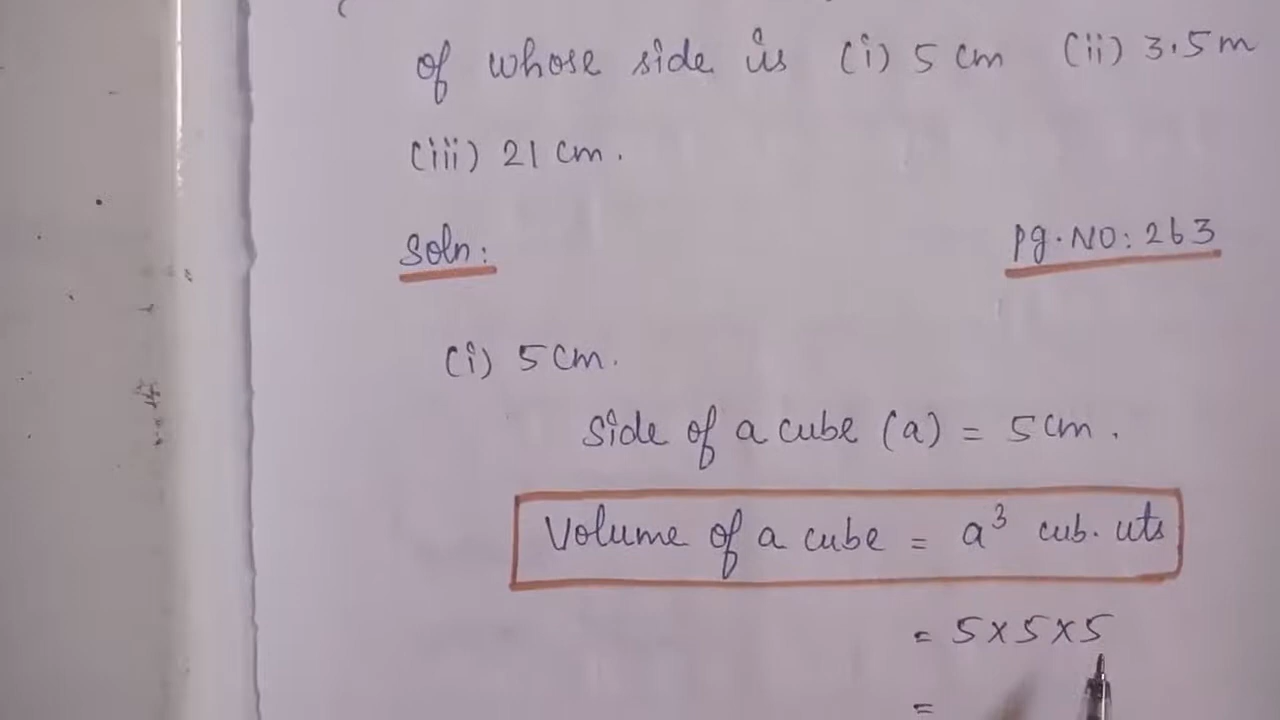 of whose side is (i) 5 cm (ii) 3.5 m
(iii) 21 cm.
Soln:
Pg. NO: 263
(i) 5 cm.
Side of a cube (a) = 5 cm.
Volume of a cube = a³ cub. uts
= 5×5×5
=